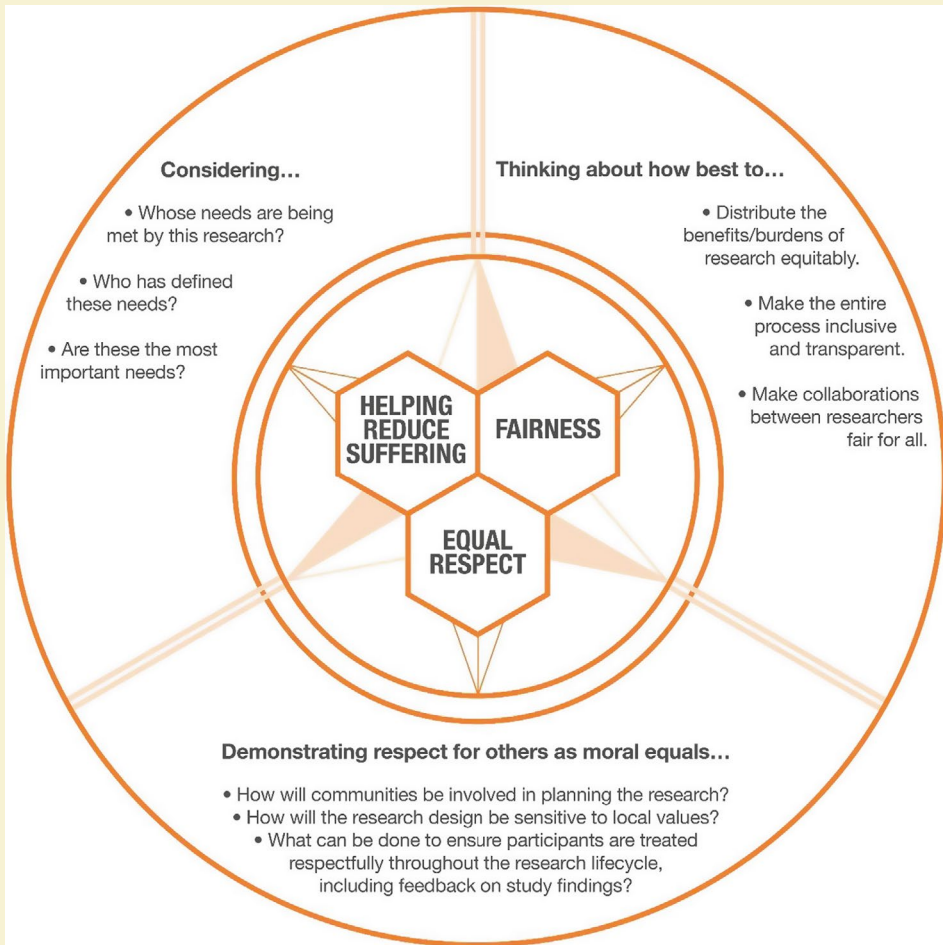 Considering...
• Whose needs are being
met by this research?
• Who has defined
these needs?
• Are these the most
important needs?
Thinking about how best to...
• Distribute the
benefits/burdens of
research equitably.
• Make the entire
process inclusive
and transparent.
• Make collaborations
between researchers
fair for all.
HELPING
REDUCE
SUFFERING
FAIRNESS
EQUAL
RESPECT
Demonstrating respect for others as moral equals...
• How will communities be involved in planning the research?
• How will the research design be sensitive to local values?
• What can be done to ensure participants are treated
respectfully throughout the research lifecycle,
including feedback on study findings?